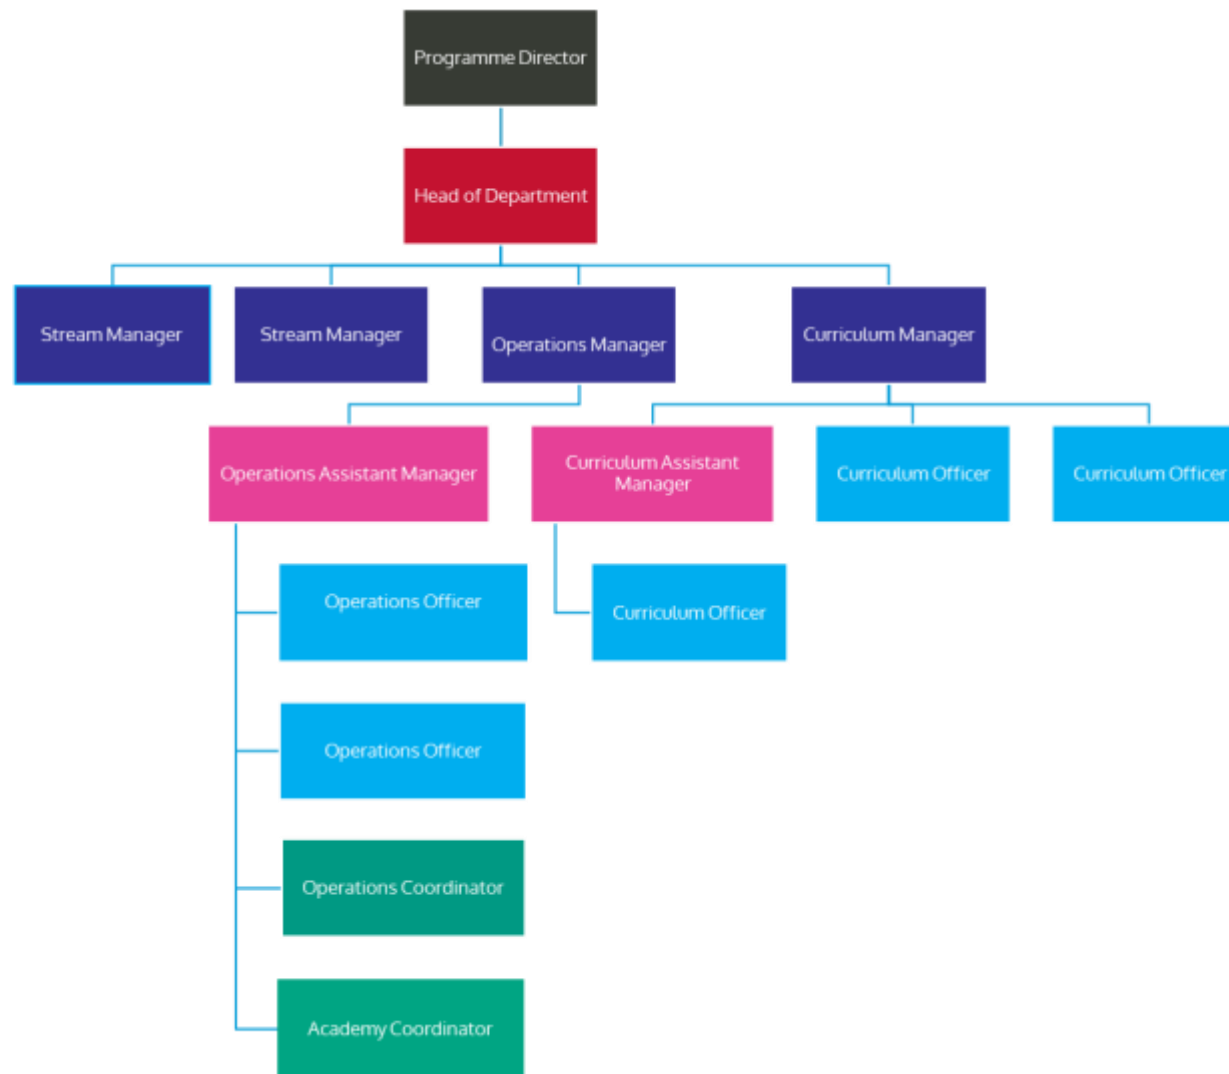 Programme Director
Head of Department
Stream Manager
Stream Manager
Operations Manager
Curriculum Manager
Operations Assistant Manager
Curriculum Assistant
Manager
Curriculum Officer
Curriculum Officer
Operations Officer
Curriculum Officer
Operations Officer
Operations Coordinator
Academy Coordinator